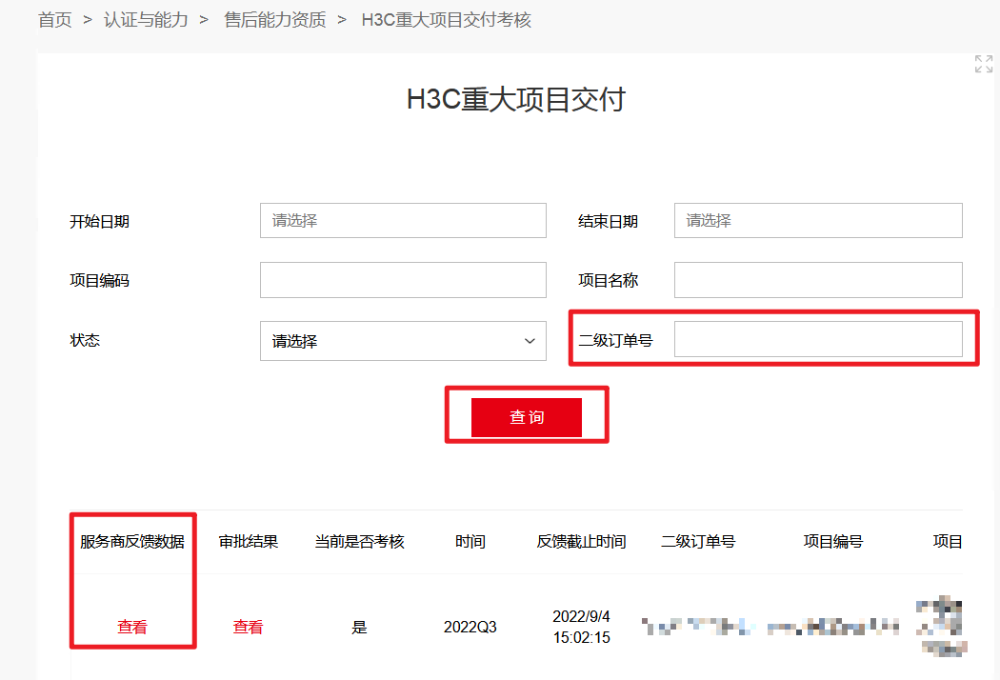 首页 > 认证与能力 > 售后能力资质 > H3C重大项目交付考核
H3C重大项目交付
开始日期 请选择 结束日期 请选择
项目编码 项目名称
状态 请选择 二级订单号
查询
服务商反馈数据 审批结果 当前是否考核 时间 反馈截止时间 二级订单号 项目编号 项目
查看 查看 是 2022Q3 2022/9/4
15:02:15